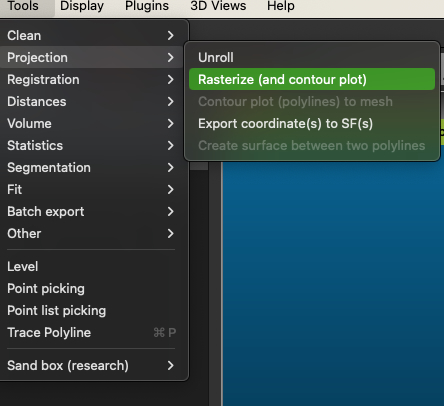 Tools Display Plugins 3D Views Help
Clean
Projection
Registration
Distances
Volume
Statistics
Segmentation
Fit
Batch export
Other
Level
Point picking
Point list picking
Trace Polyline ⌘ P
Sand box (research)
Unroll
Rasterize (and contour plot)
Contour plot (polylines) to mesh
Export coordinate(s) to SF(s)
Create surface between two polylines